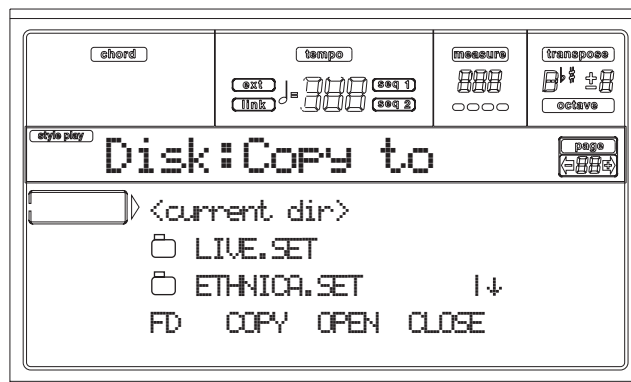 chord tempo measure transpose
ext seq 1
link seq 2
octave
style play
Disk:Copy to
page
<current dir>
LIVE.SET
ETHNICA.SET
FD COPY OPEN CLOSE